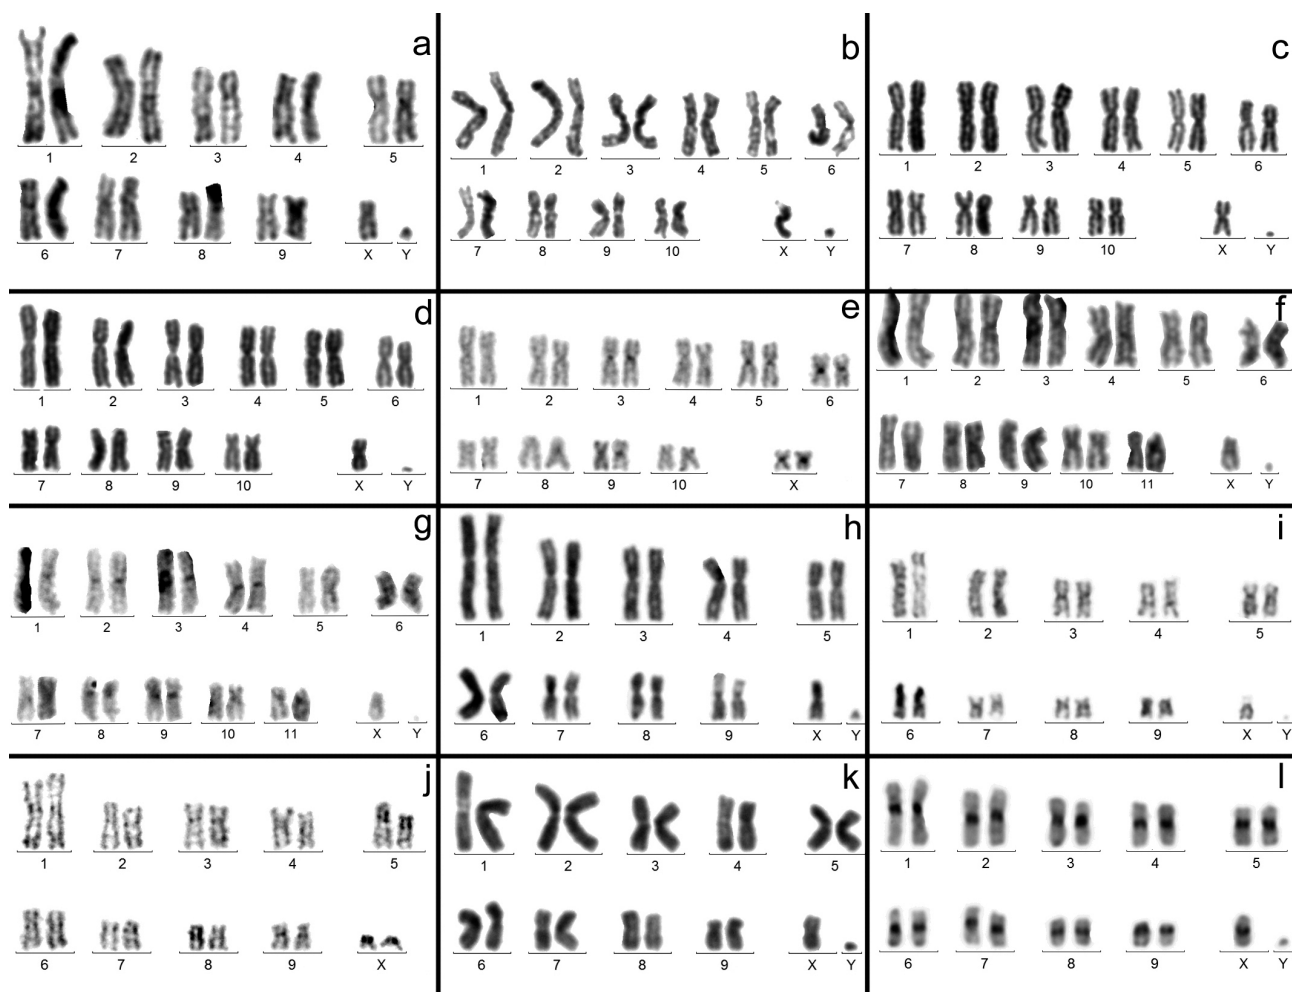 a
1 2 3 4 5
6 7 8 9 X Y
b
1 2 3 4 5 6
7 8 9 10 X Y
c
1 2 3 4 5 6
7 8 9 10 X Y
d
1 2 3 4 5 6
7 8 9 10 X Y
e
1 2 3 4 5 6
7 8 9 10 X
f
1 2 3 4 5 6
7 8 9 10 11 X Y
g
1 2 3 4 5 6
7 8 9 10 11 X Y
h
1 2 3 4 5
6 7 8 9 X Y
i
1 2 3 4 5
6 7 8 9 X Y
j
1 2 3 4 5
6 7 8 9 X
k
1 2 3 4 5
6 7 8 9 X Y
l
1 2 3 4 5
6 7 8 9 X Y